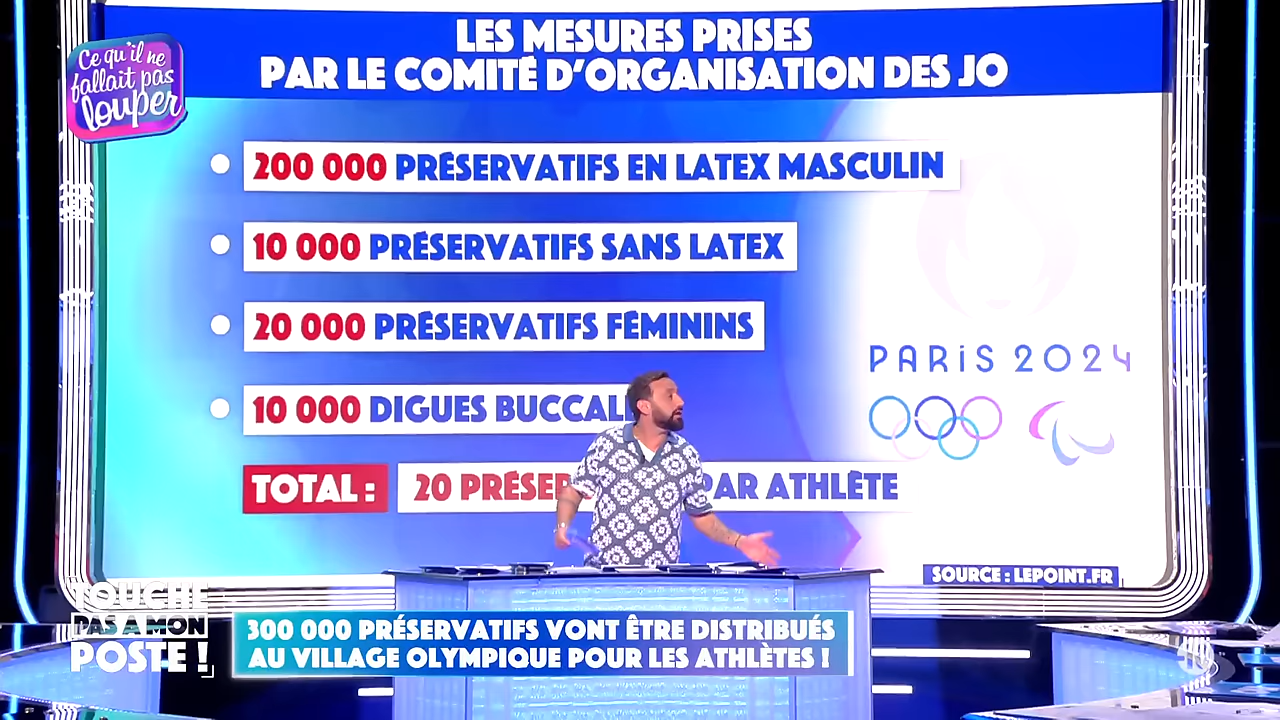 LES MESURES PRISES
PAR LE COMITÉ D'ORGANISATION DES JO
Ce qu'il ne
fallait pas
louper
200 000 PRÉSERVATIFS EN LATEX MASCULIN
10 000 PRÉSERVATIFS SANS LATEX
20 000 PRÉSERVATIFS FÉMININS
10 000 DIGUES
TOTAL : 20 PAR ATHLÈTE
PARIS 2024
SOURCE : LEPOINT.FR
TOUCHE
PAS A MON
POSTE !
300 000 PRÉSERVATIFS VONT ÊTRE DISTRIBUÉS
AU VILLAGE OLYMPIQUE POUR LES ATHLÈTES !